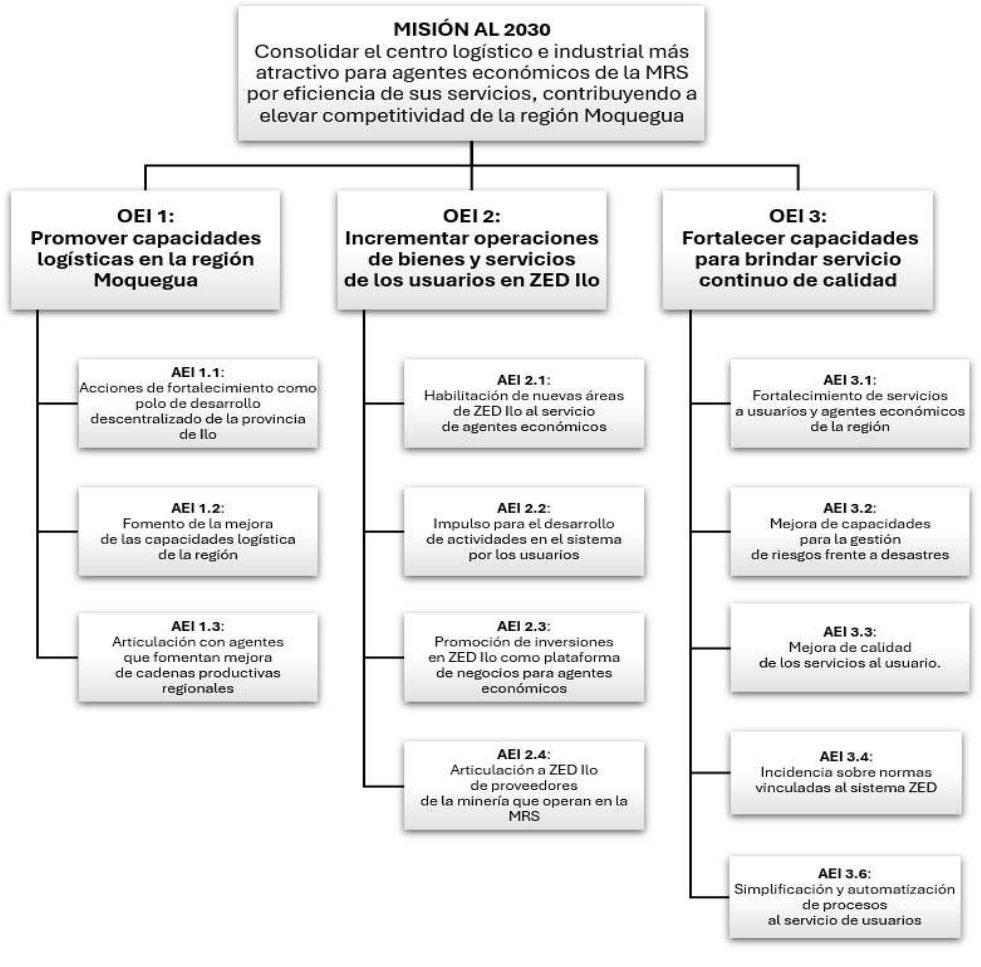 MISIÓN AL 2030
Consolidar el centro logístico e industrial más
atractivo para agentes económicos de la MRS
por eficiencia de sus servicios, contribuyendo a
elevar competitividad de la región Moquegua
OEI 1:
Promover capacidades
logísticas en la región
Moquegua
AEI 1.1:
Acciones de fortalecimiento como
polo de desarrollo
descentralizado de la provincia
de Ilo
AEI 1.2:
Fomento de la mejora
de las capacidades logística
de la región
AEI 1.3:
Articulación con agentes
que fomentan mejora
de cadenas productivas
regionales
OEI 2:
Incrementar operaciones
de bienes y servicios
de los usuarios en ZED Ilo
AEI 2.1:
Habilitación de nuevas áreas
de ZED Ilo al servicio
de agentes económicos
AEI 2.2:
Impulso para el desarrollo
de actividades en el sistema
por los usuarios
AEI 2.3:
Promoción de inversiones
en ZED Ilo como plataforma
de negocios para agentes
económicos
AEI 2.4:
Articulación a ZED Ilo
de proveedores
de la minería que operan en la
MRS
OEI 3:
Fortalecer capacidades
para brindar servicio
continuo de calidad
AEI 3.1:
Fortalecimiento de servicios
a usuarios y agentes económicos
de la región
AEI 3.2:
Mejora de capacidades
para la gestión
de riesgos frente a desastres
AEI 3.3:
Mejora de calidad
de los servicios al usuario.
AEI 3.4:
Incidencia sobre normas
vinculadas al sistema ZED
AEI 3.6:
Simplificación y automatización
de procesos
al servicio de usuarios